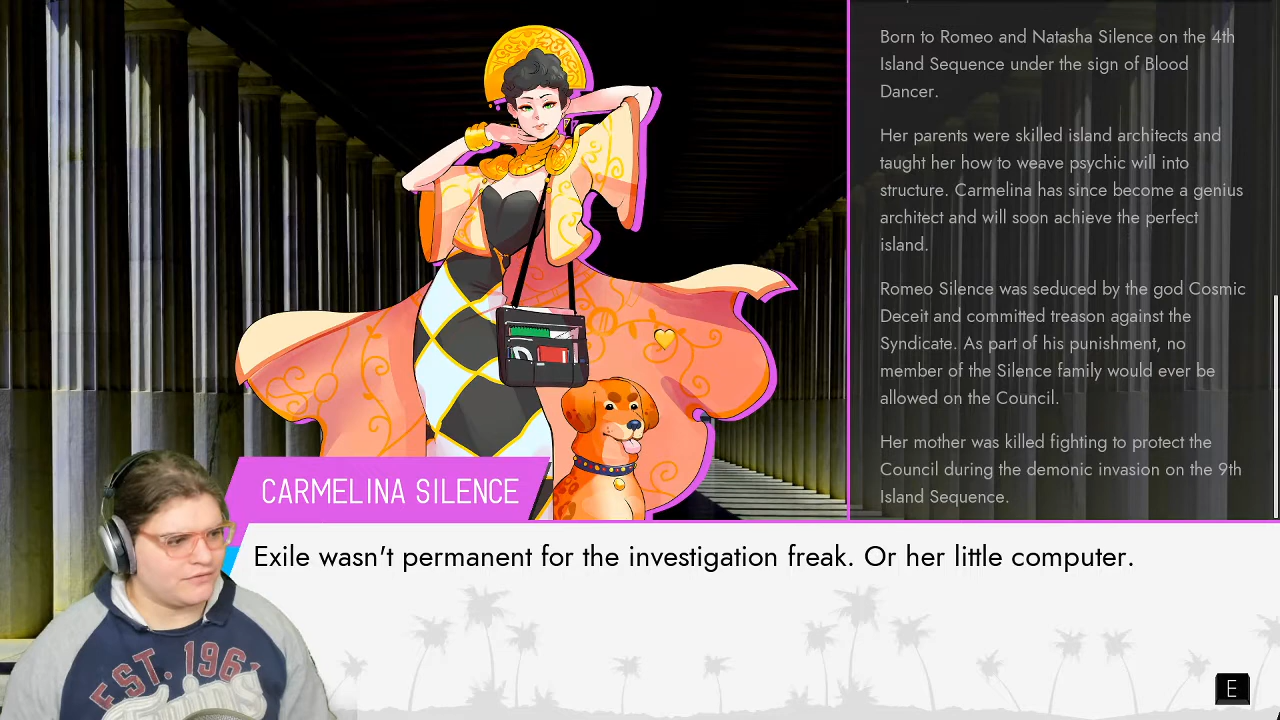 Born to Romeo and Natasha Silence on the 4th
Island Sequence under the sign of Blood
Dancer.
Her parents were skilled island architects and
taught her how to weave psychic will into
structure. Carmelina has since become a genius
architect and will soon achieve the perfect
island.
Romeo Silence was seduced by the god Cosmic
Deceit and committed treason against the
Syndicate. As part of his punishment, no
member of the Silence family would ever be
allowed on the Council.
Her mother was killed fighting to protect the
Council during the demonic invasion on the 9th
Island Sequence.
CARMELINA SILENCE
Exile wasn't permanent for the investigation freak. Or her little computer.
E
EST. 196